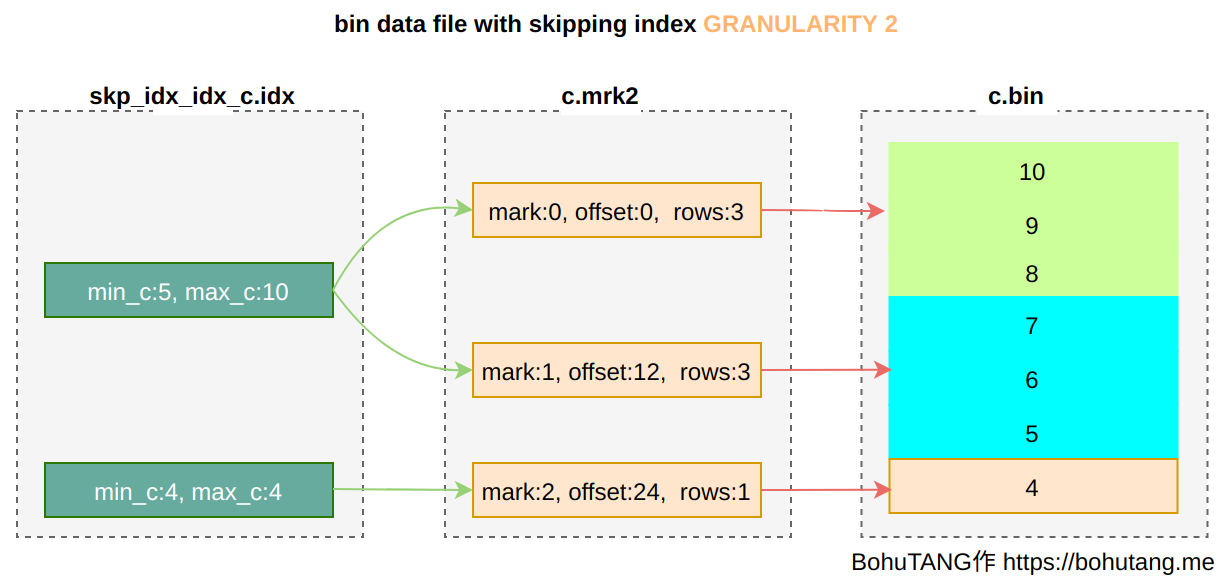 bin data file with skipping index GRANULARITY 2
skp_idx_idx_c.idx
c.mrk2
c.bin
min_c:5, max_c:10
min_c:4, max_c:4
mark:0, offset:0,  rows:3
mark:1, offset:12,  rows:3
mark:2, offset:24,  rows:1
10
9
8
7
6
5
4
BohuTANG作 https://bohutang.me